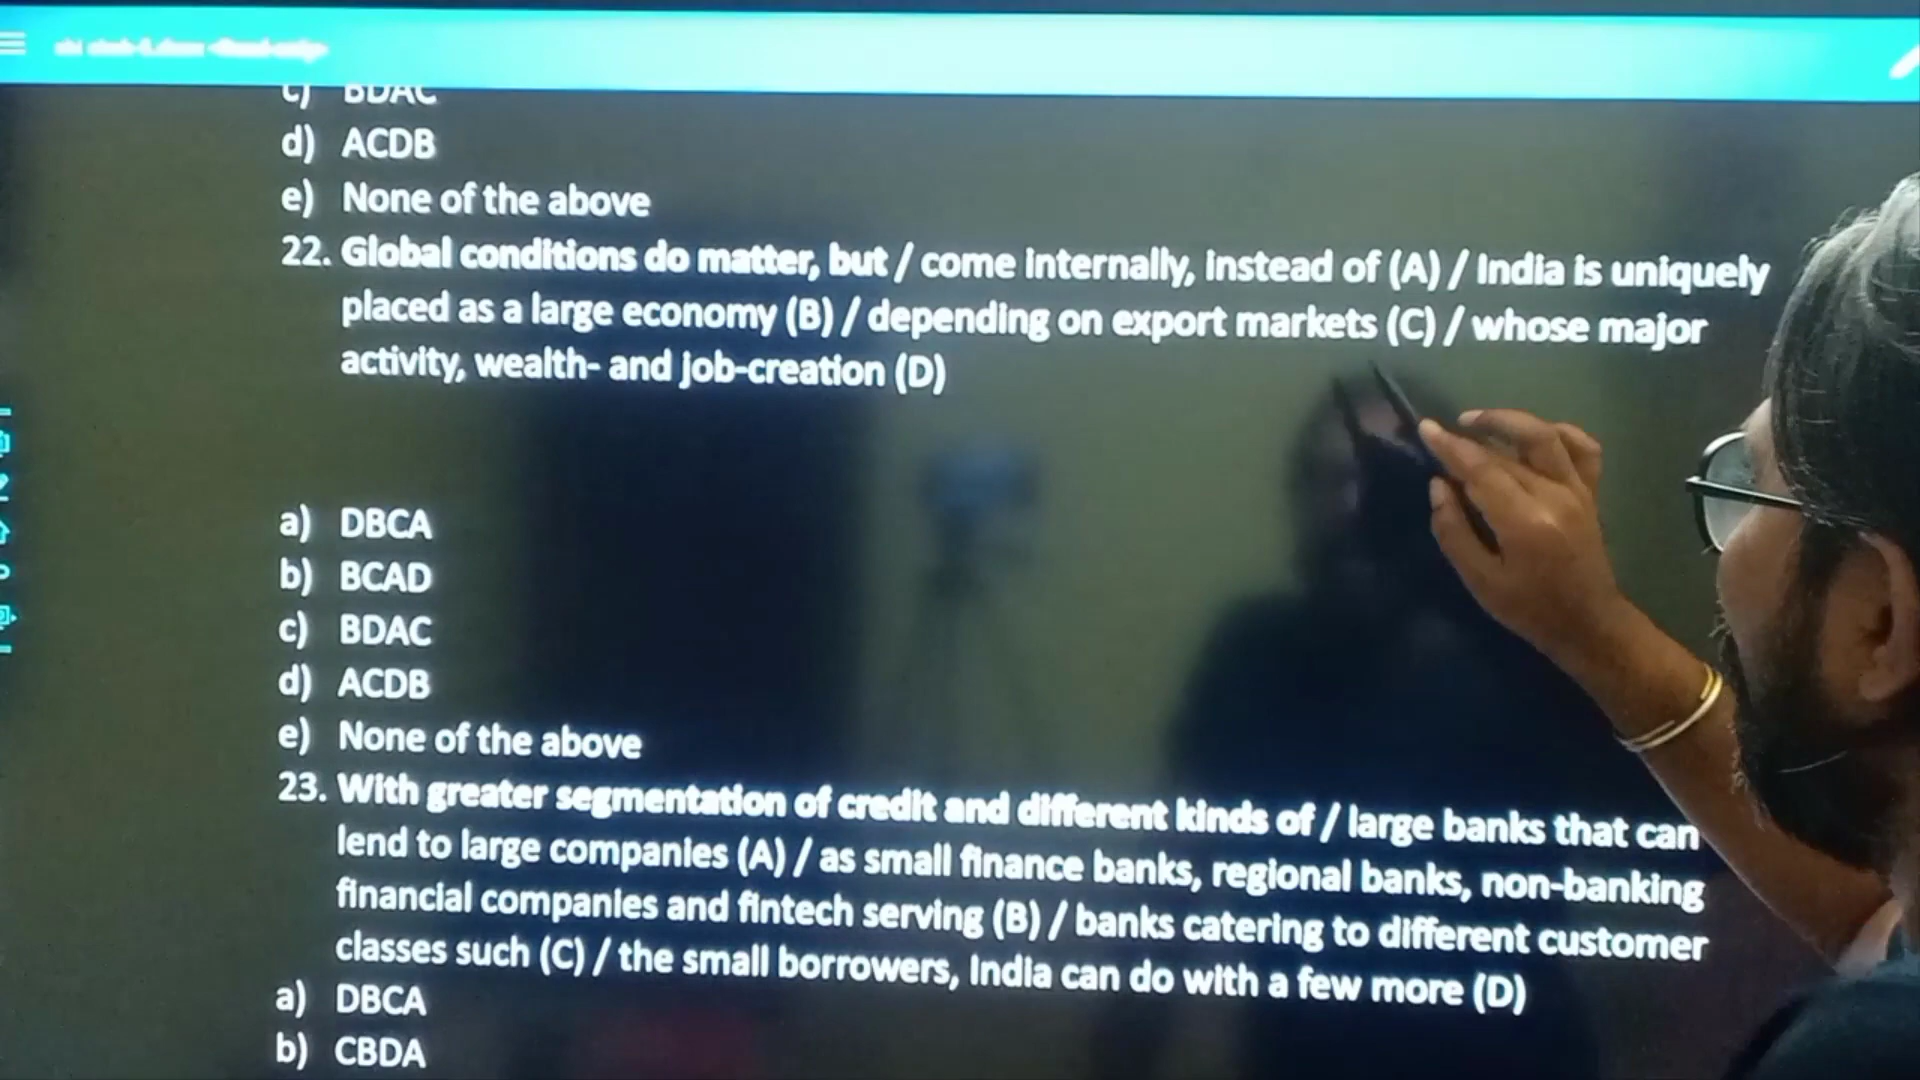 c) BDAC
d) ACDB
e) None of the above
22. Global conditions do matter, but / come internally, instead of (A) / India is uniquely
placed as a large economy (B) / depending on export markets (C) / whose major
activity, wealth- and job-creation (D)
a) DBCA
b) BCAD
c) BDAC
d) ACDB
e) None of the above
23. With greater segmentation of credit and different kinds of / large banks that can
lend to large companies (A) / as small finance banks, regional banks, non-banking
financial companies and fintech serving (B) / banks catering to different customer
classes such (C) / the small borrowers, India can do with a few more (D)
a) DBCA
b) CBDA